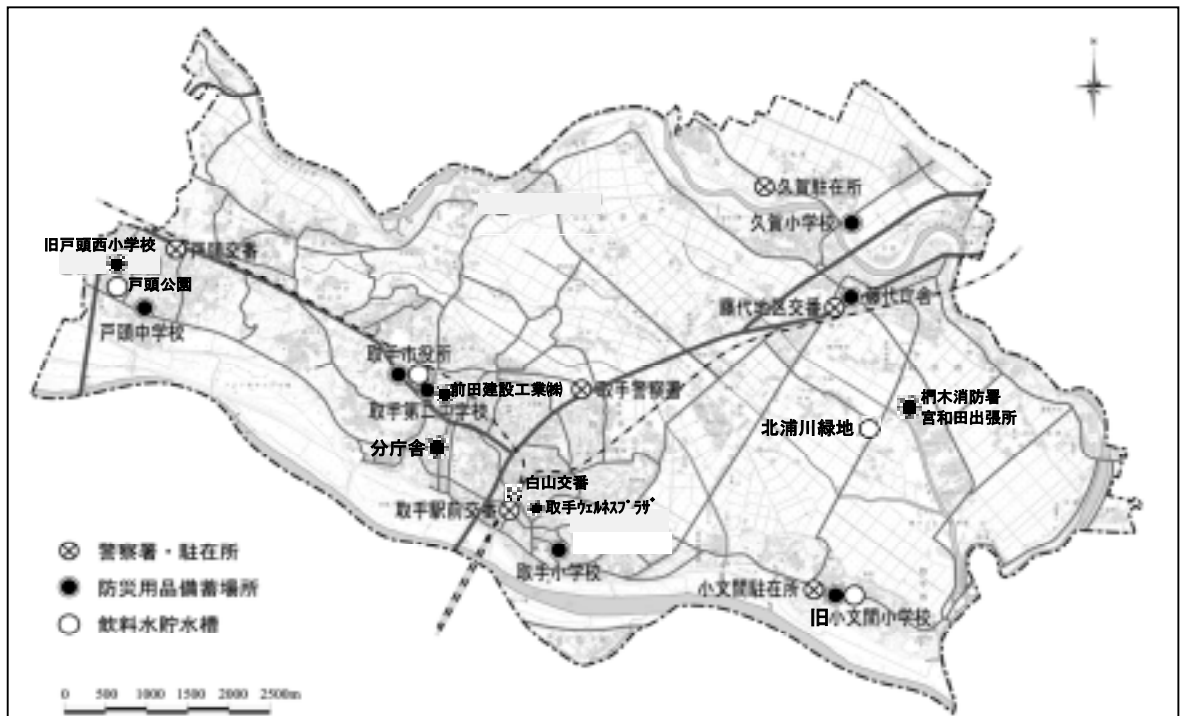 久賀駐在所
久賀小学校
旧戸頭西小学校
戸頭交番
戸頭公園
戸頭中学校
藤代地区交番
藤代庁舎
取手市役所
前田建設工業㈱
取手警察署
取手第二中学校
椚木消防署
宮和田出張所
北浦川緑地
分庁舎
白山交番
取手ｳｪﾙﾈｽﾌﾟﾗｻﾞ
取手駅前交番
取手小学校
小文間駐在所
旧小文間小学校
警察署・駐在所
防災用品備蓄場所
飲料水貯水槽
0 500 1000 1500 2000 2500m